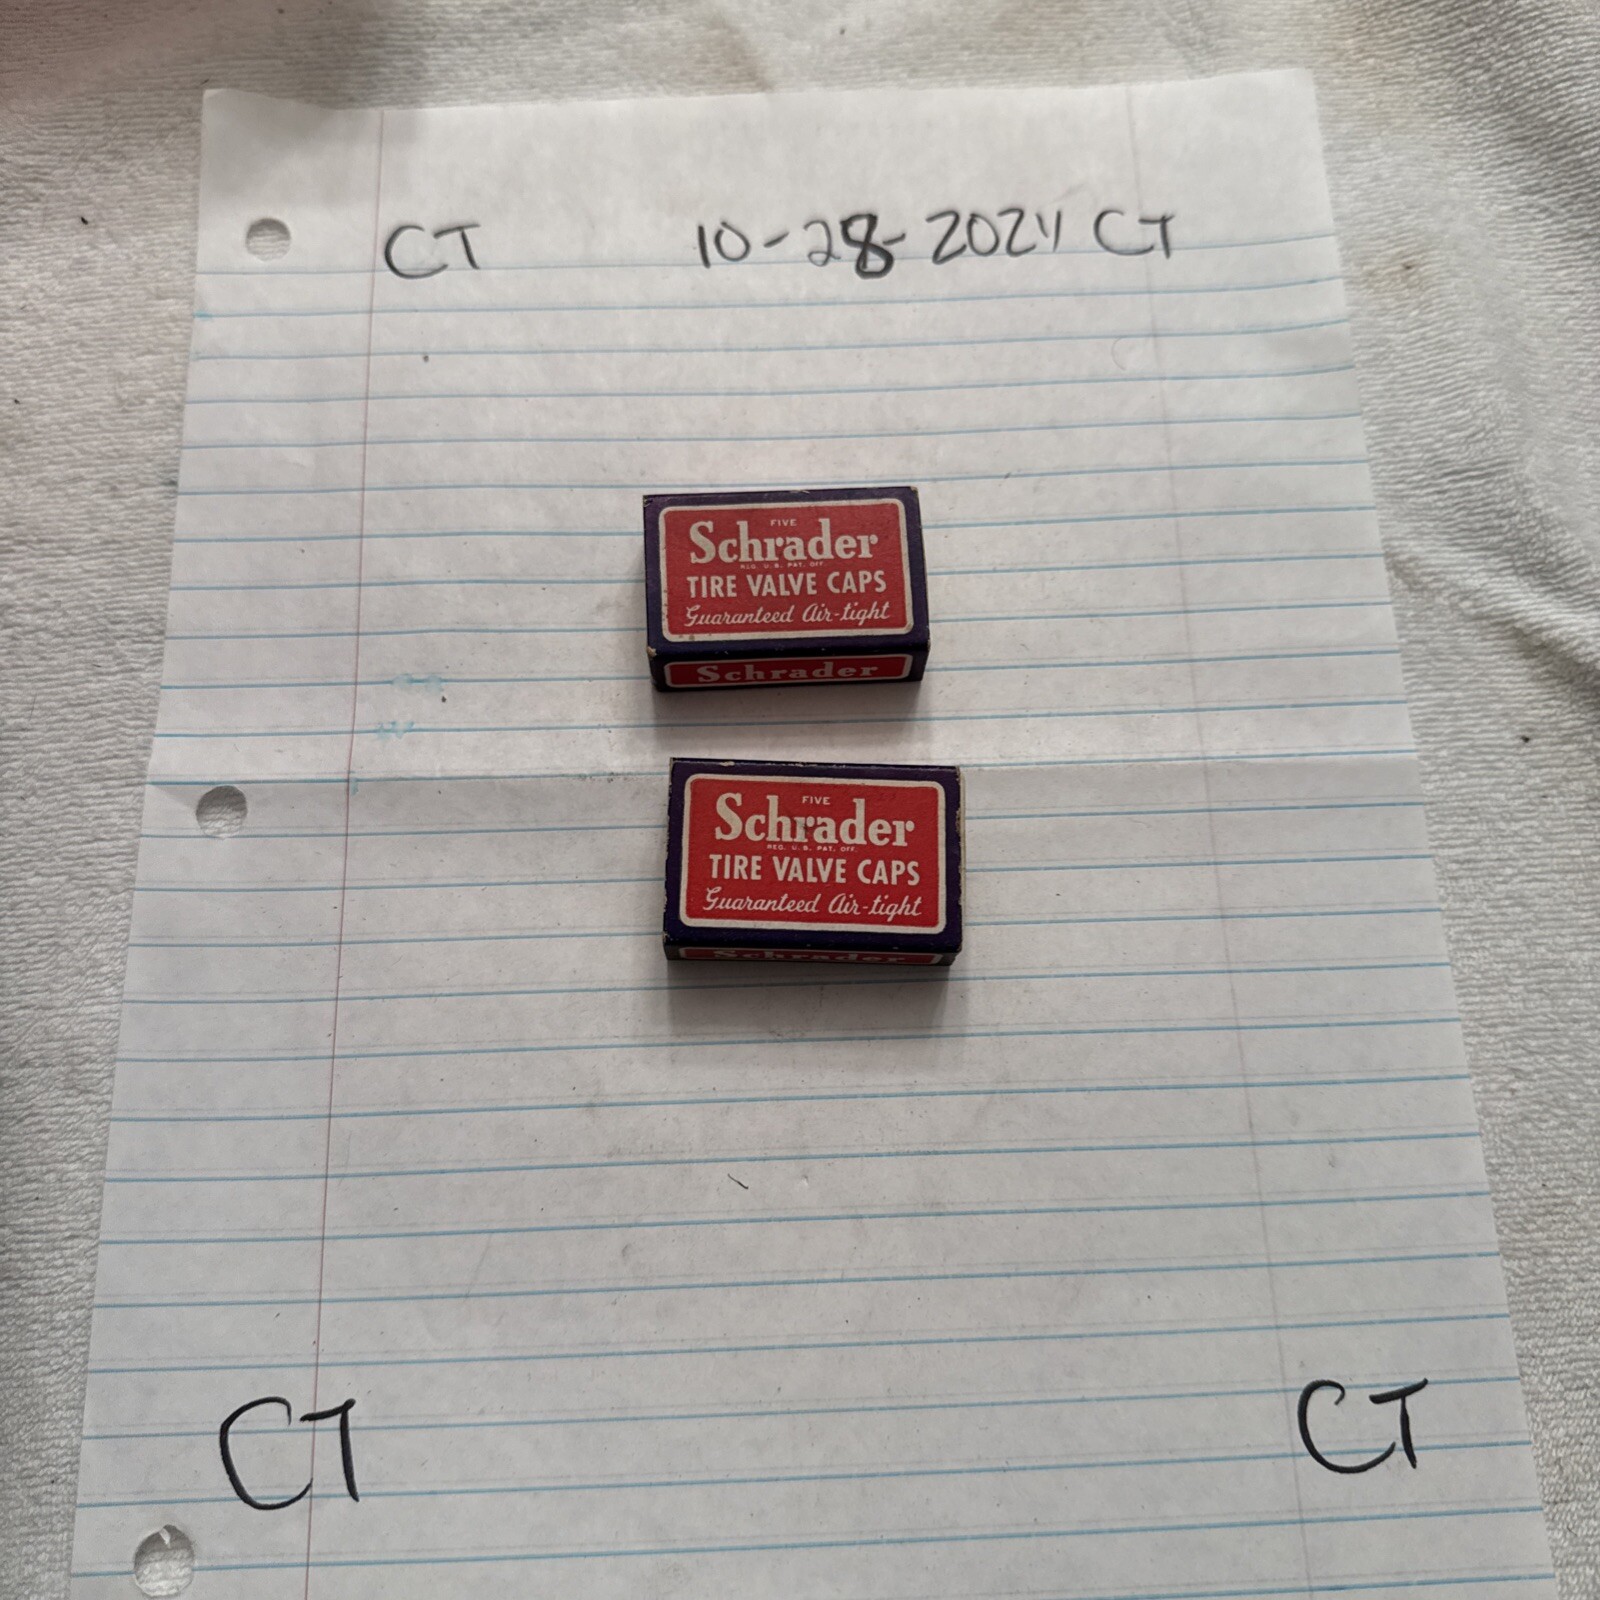 CT 10-28-2024 CT
FIVE
Schrader
REG. U.S. PAT. OFF.
TIRE VALVE CAPS
Guaranteed Air-tight
Schrader
FIVE
Schrader
REG. U.S. PAT. OFF.
TIRE VALVE CAPS
Guaranteed Air-tight
Schrader
CT CT